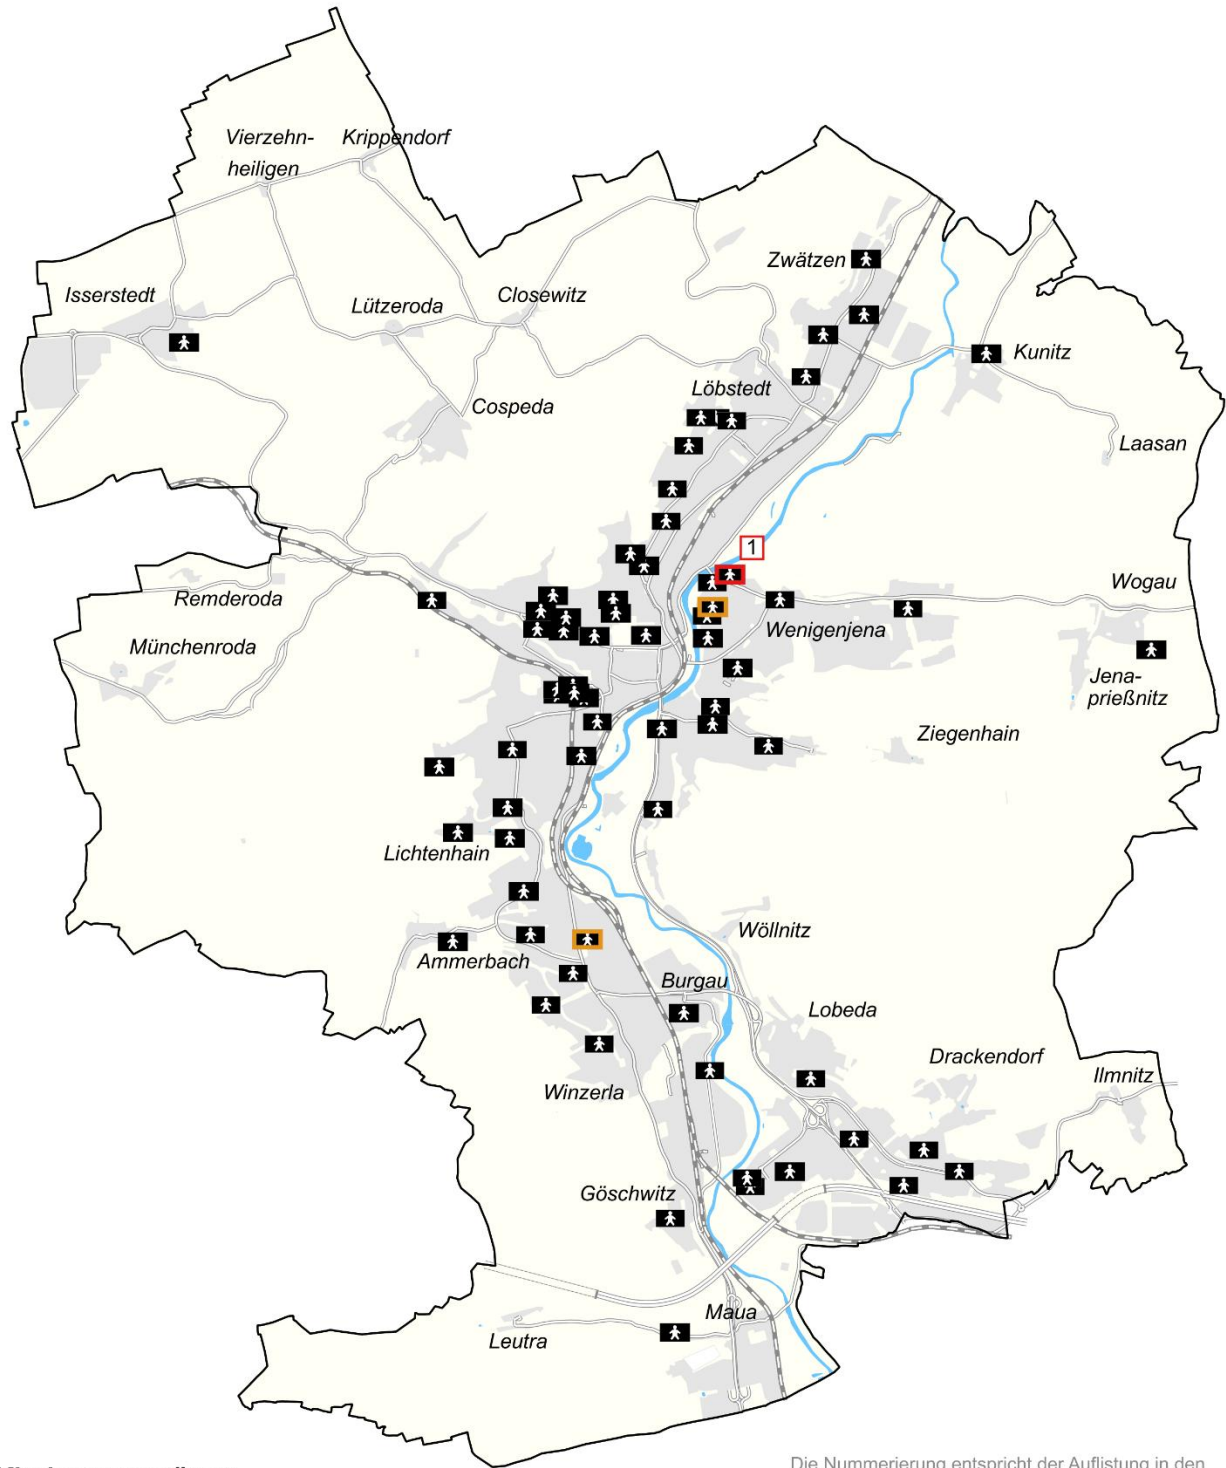 Vierzehn-
heiligen
Krippendorf
Zwätzen
Isserstedt
Lützeroda
Closewitz
Kunitz
Löbstedt
Cospeda
Laasan
1
Wogau
Remderoda
Wenigenjena
Münchenroda
Jena-
prießnitz
Ziegenhain
Lichtenhain
Wöllnitz
Ammerbach
Burgau
Lobeda
Drackendorf
Ilmnitz
Winzerla
Göschwitz
Maua
Leutra
Die Nummerierung entspricht der Auflistung in den